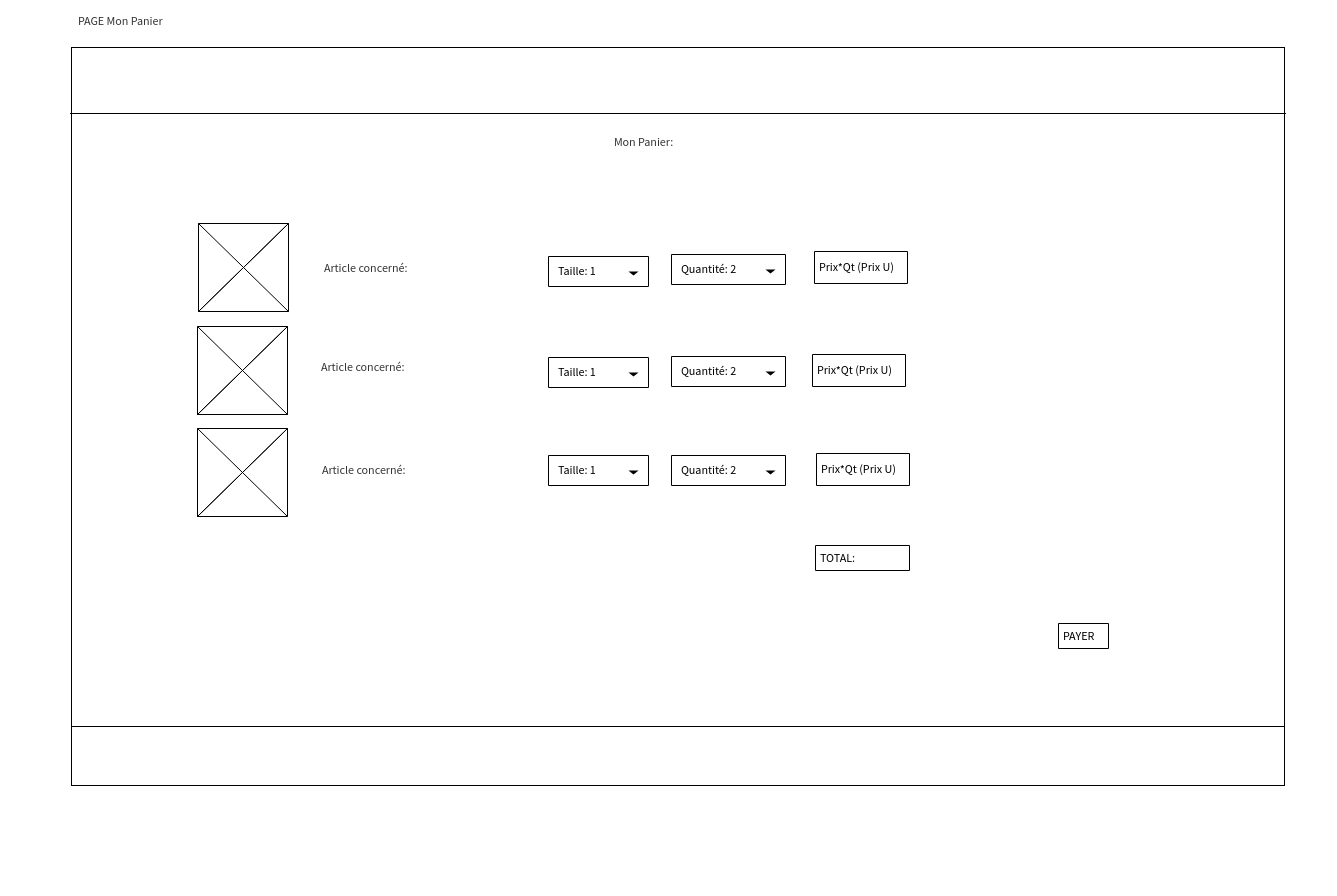 PAGE Mon Panier
Mon Panier:
Article concerné:
Taille: 1
Quantité: 2
Prix*Qt (Prix U)
Article concerné:
Taille: 1
Quantité: 2
Prix*Qt (Prix U)
Article concerné:
Taille: 1
Quantité: 2
Prix*Qt (Prix U)
TOTAL:
PAYER